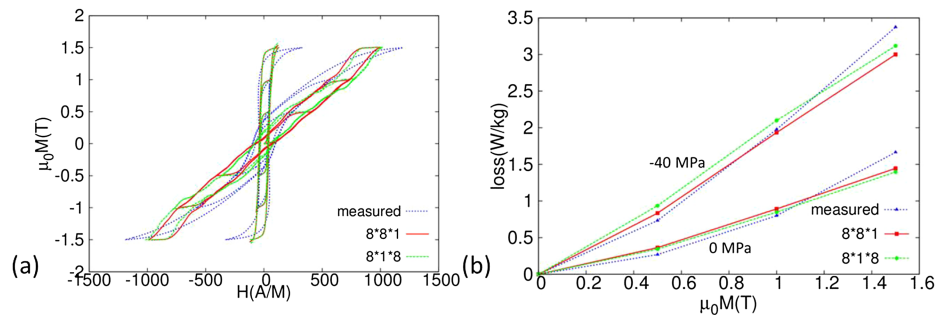 (a)
μ₀M(T)
2
1.5
1
0.5
0
-0.5
-1
-1.5
-2
-1500 -1000 -500 0 500 1000 1500
H(A/M)
measured
8*8*1
8*1*8
(b)
loss(W/kg)
3.5
3
2.5
2
1.5
1
0.5
0
0 0.2 0.4 0.6 0.8 1.0 1.2 1.4 1.6
μ₀M(T)
-40 MPa
0 MPa
measured
8*8*1
8*1*8